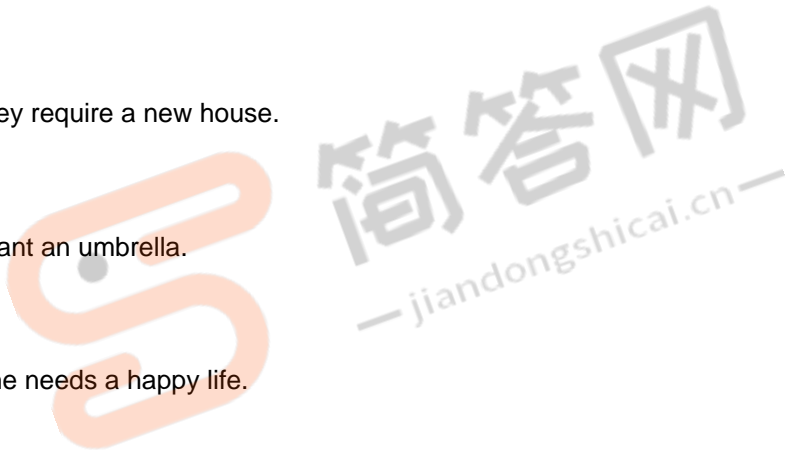 ey require a new house.
简答网
jiandongshicai.cn
ant an umbrella.
e needs a happy life.